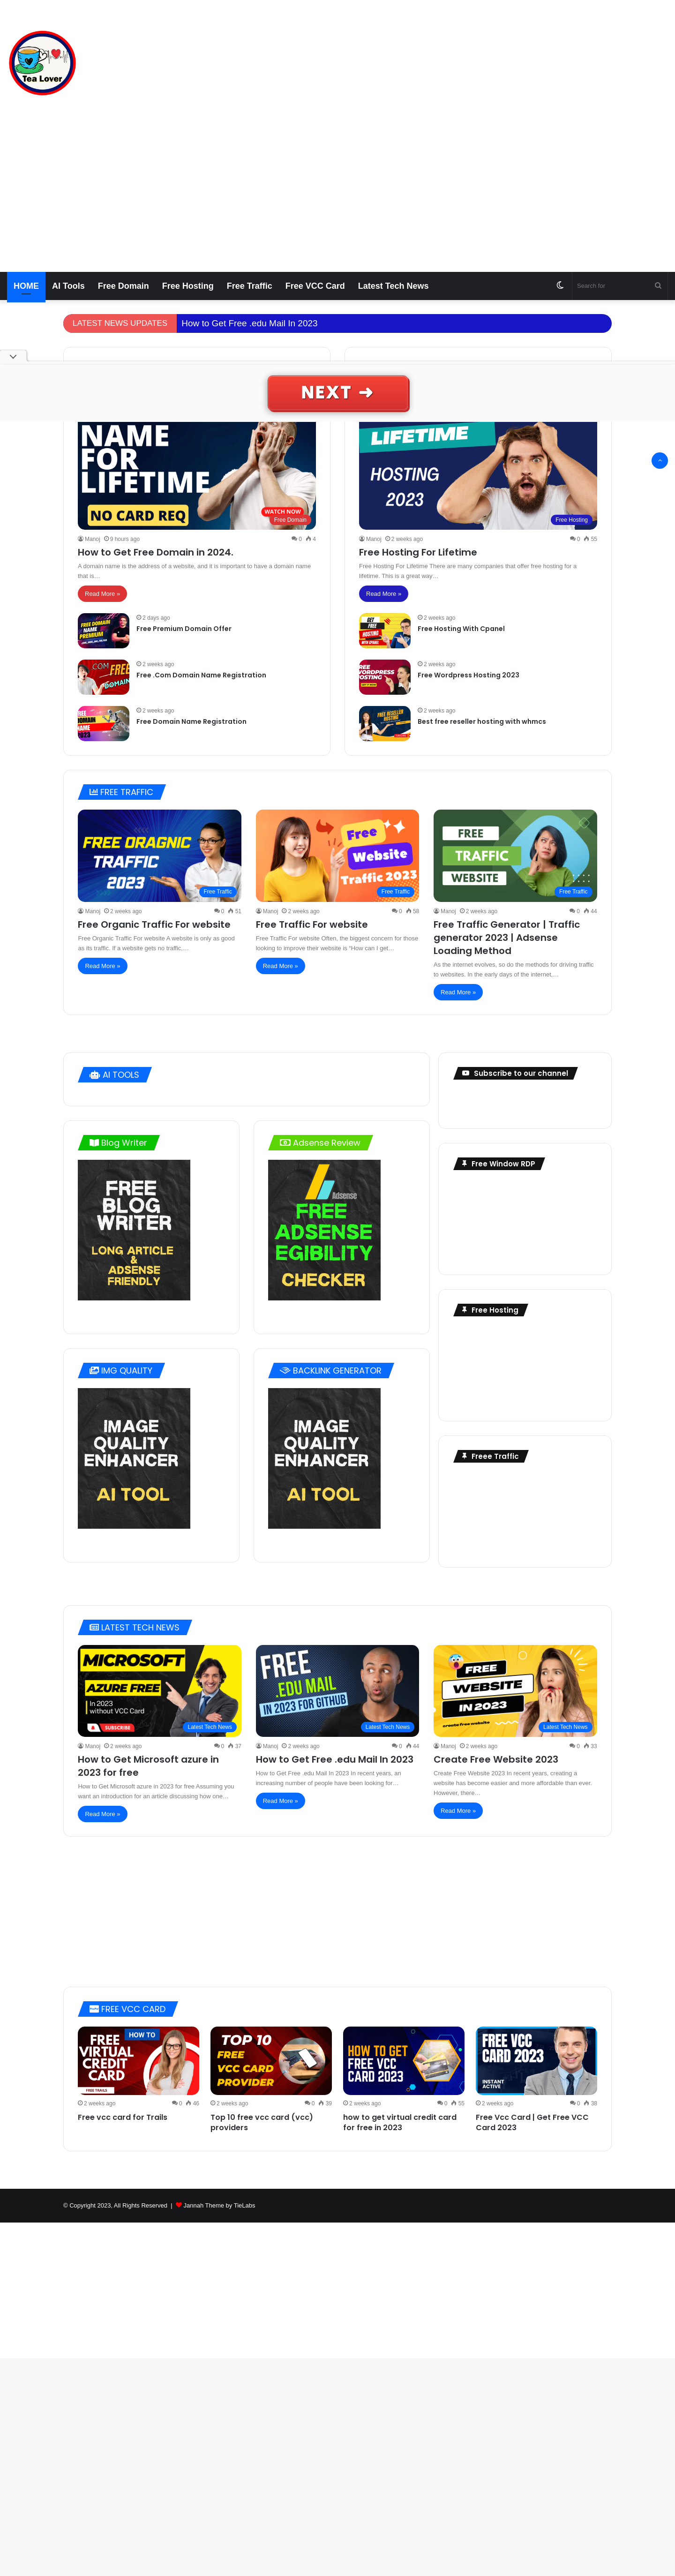 Tea Lover
HOME
AI Tools
Free Domain
Free Hosting
Free Traffic
Free VCC Card
Latest Tech News
Search for
LATEST NEWS UPDATES
How to Get Free .edu Mail In 2023
NEXT ➜
NAME
FOR
LIFETIME
NO CARD REQ
WATCH NOW
Free Domain
Manoj 9 hours ago 0 4
How to Get Free Domain in 2024.
A domain name is the address of a website, and it is important to have a domain name
that is…
Read More »
2 days ago
Free Premium Domain Offer
2 weeks ago
Free .Com Domain Name Registration
2 weeks ago
Free Domain Name Registration
LIFETIME
HOSTING
2023
Free Hosting
Manoj 2 weeks ago 0 55
Free Hosting For Lifetime
Free Hosting For Lifetime There are many companies that offer free hosting for a
lifetime. This is a great way…
Read More »
2 weeks ago
Free Hosting With Cpanel
2 weeks ago
Free Wordpress Hosting 2023
2 weeks ago
Best free reseller hosting with whmcs
FREE TRAFFIC
FREE ORAGNIC
TRAFFIC
2023
Free Traffic
Manoj 2 weeks ago 0 51
Free Organic Traffic For website
Free Organic Traffic For website A website is only as good
as its traffic. If a website gets no traffic,…
Read More »
Free
Website
Traffic 2023
Free Traffic
Manoj 2 weeks ago 0 58
Free Traffic For website
Free Traffic For website Often, the biggest concern for those
looking to improve their website is "How can I get…
Read More »
FREE
TRAFFIC
WEBSITE
Free Traffic
Manoj 2 weeks ago 0 44
Free Traffic Generator | Traffic
generator 2023 | Adsense
Loading Method
As the internet evolves, so do the methods for driving traffic
to websites. In the early days of the internet,…
Read More »
AI TOOLS
Blog Writer
FREE
BLOG
WRITER
LONG ARTICLE
&
ADSENSE
FRIENDLY
Adsense Review
Adsense
FREE
ADSENSE
EGIBILITY
CHECKER
IMG QUALITY
IMAGE
QUALITY
ENHANCER
AI TOOL
BACKLINK GENERATOR
IMAGE
QUALITY
ENHANCER
AI TOOL
Subscribe to our channel
Free Window RDP
Free Hosting
Freee Traffic
LATEST TECH NEWS
MICROSOFT
AZURE FREE
In 2023
without VCC Card
SUBSCRIBE
Latest Tech News
Manoj 2 weeks ago 0 37
How to Get Microsoft azure in
2023 for free
How to Get Microsoft azure in 2023 for free Assuming you
want an introduction for an article discussing how one…
Read More »
FREE
.EDU MAIL
IN 2023 FOR GITHUB
Latest Tech News
Manoj 2 weeks ago 0 44
How to Get Free .edu Mail In 2023
How to Get Free .edu Mail In 2023 In recent years, an
increasing number of people have been looking for…
Read More »
FREE
WEBSITE
IN 2023
create free website
Latest Tech News
Manoj 2 weeks ago 0 33
Create Free Website 2023
Create Free Website 2023 In recent years, creating a
website has become easier and more affordable than ever.
However, there…
Read More »
FREE VCC CARD
HOW TO
FREE
VIRTUAL
CREDIT
CARD
FREE TRAILS
2 weeks ago 0 46
Free vcc card for Trails
TOP 10
FREE
VCC CARD
PROVIDER
2 weeks ago 0 39
Top 10 free vcc card (vcc)
providers
HOW TO GET
FREE VCC
CARD 2023
2 weeks ago 0 55
how to get virtual credit card
for free in 2023
FREE VCC
CARD 2023
INSTANT
ACTIVE
2 weeks ago 0 38
Free Vcc Card | Get Free VCC
Card 2023
© Copyright 2023, All Rights Reserved | Jannah Theme by TieLabs